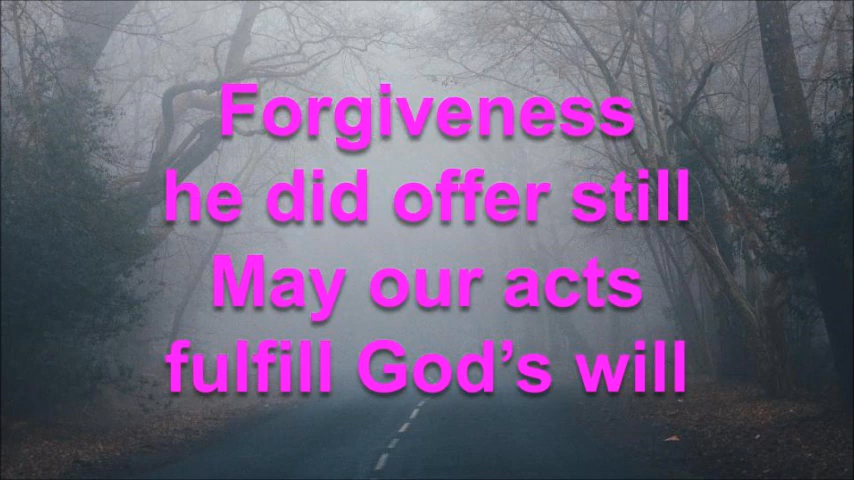 Forgiveness
he did offer still
May our acts
fulfill God’s will